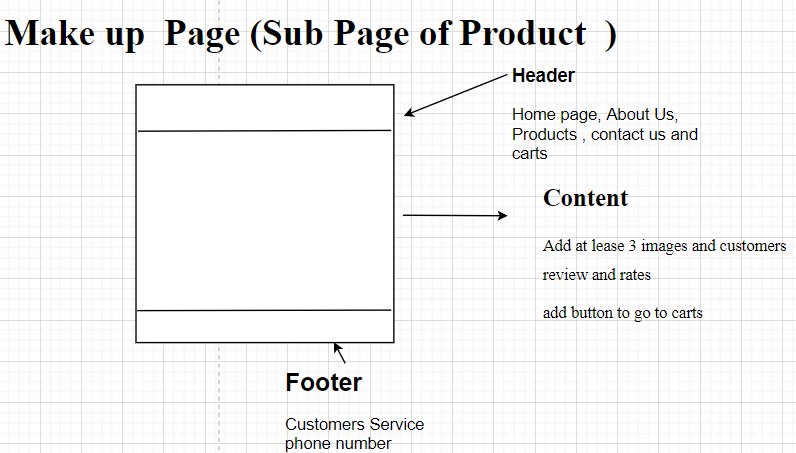 Make up Page (Sub Page of Product )
Header
Home page, About Us,
Products , contact us and
carts
Content
Add at lease 3 images and customers
review and rates
add button to go to carts
Footer
Customers Service
phone number